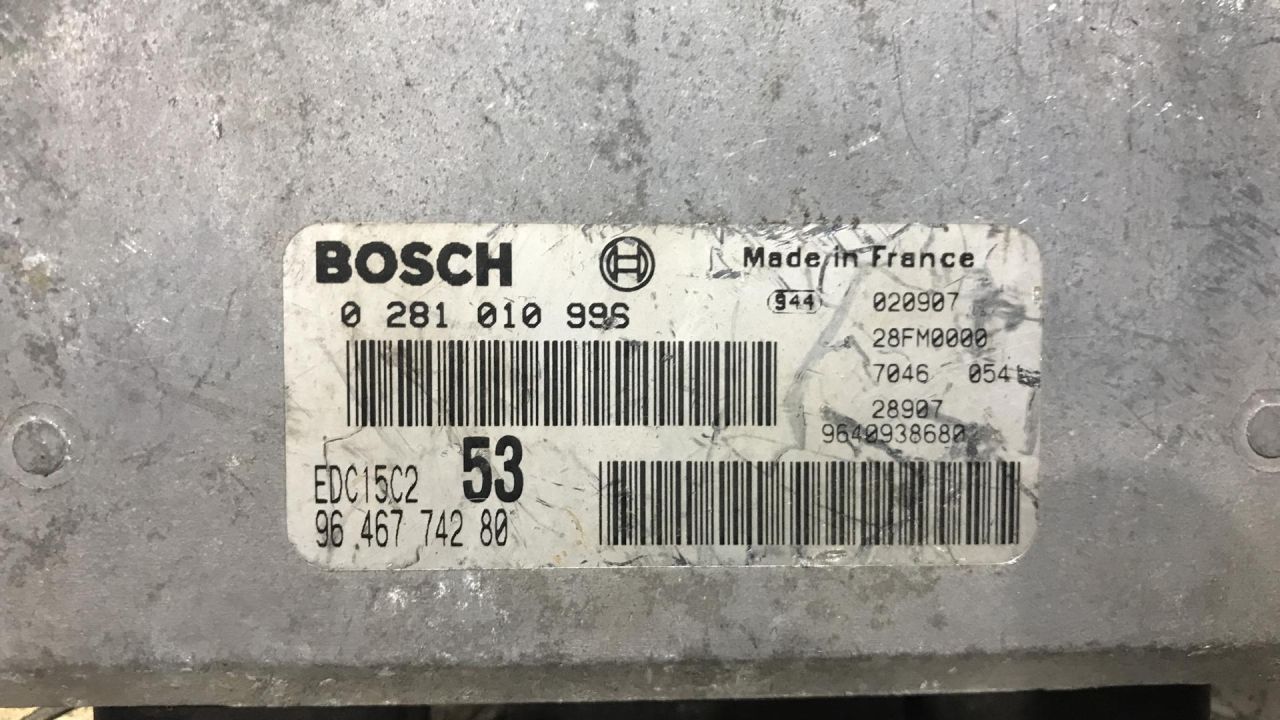 BOSCH
Made in France
0 281 010 996
944
020907
28FM0000
7046 054
28907
9640938680
EDC15C2 53
96 467 742 80